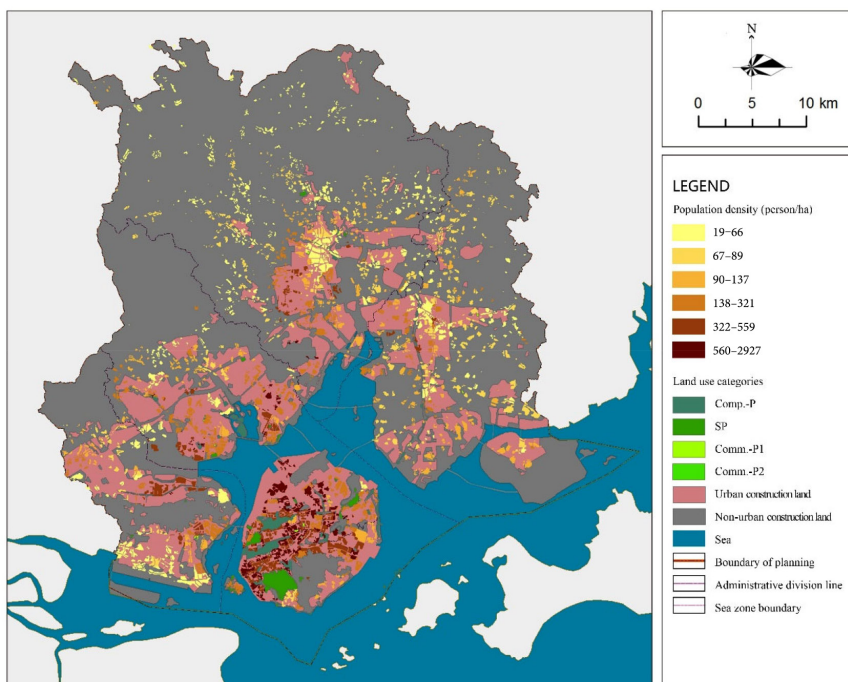 N
0 5 10 km
LEGEND
Population density (person/ha)
19–66
67–89
90–137
138–321
322–559
560–2927
Land use categories
Comp.-P
SP
Comm.-P1
Comm.-P2
Urban construction land
Non-urban construction land
Sea
Boundary of planning
Administrative division line
Sea zone boundary